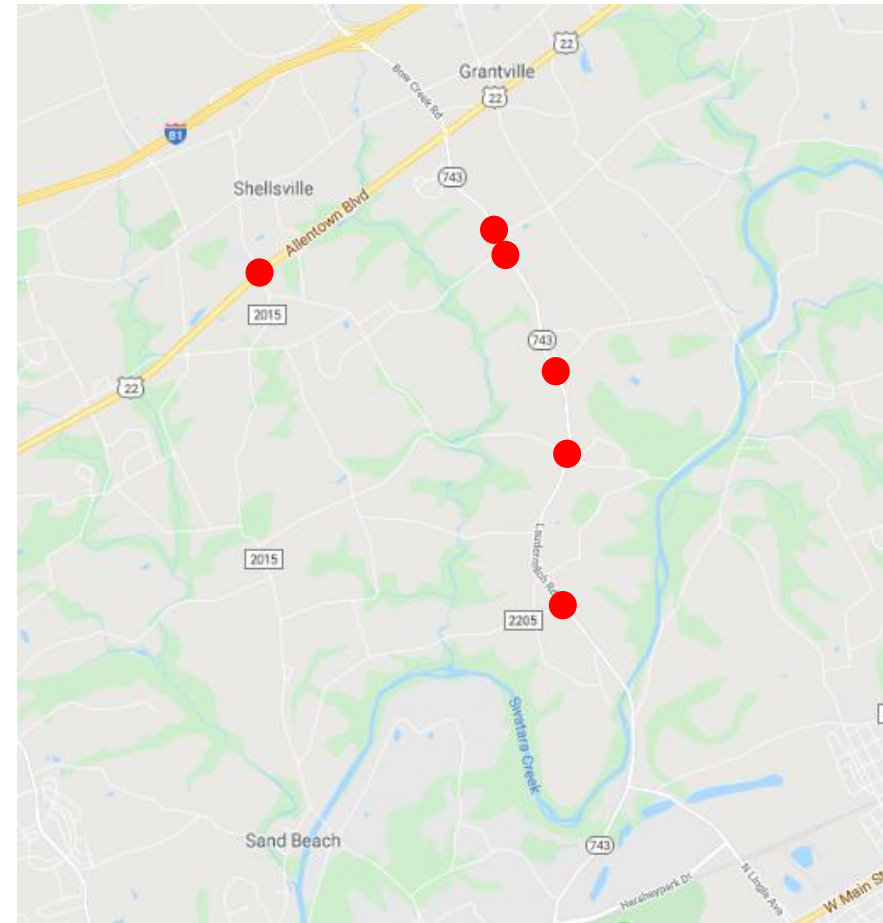 22
Grantville
Bow Creek Rd
22
81
743
Shellsville
Allentown Blvd
2015
743
22
Laudermilch Rd
2015
2205
Swatara Creek
Sand Beach
743
Hersheypark Dr
N Lingle Ave
W Main St